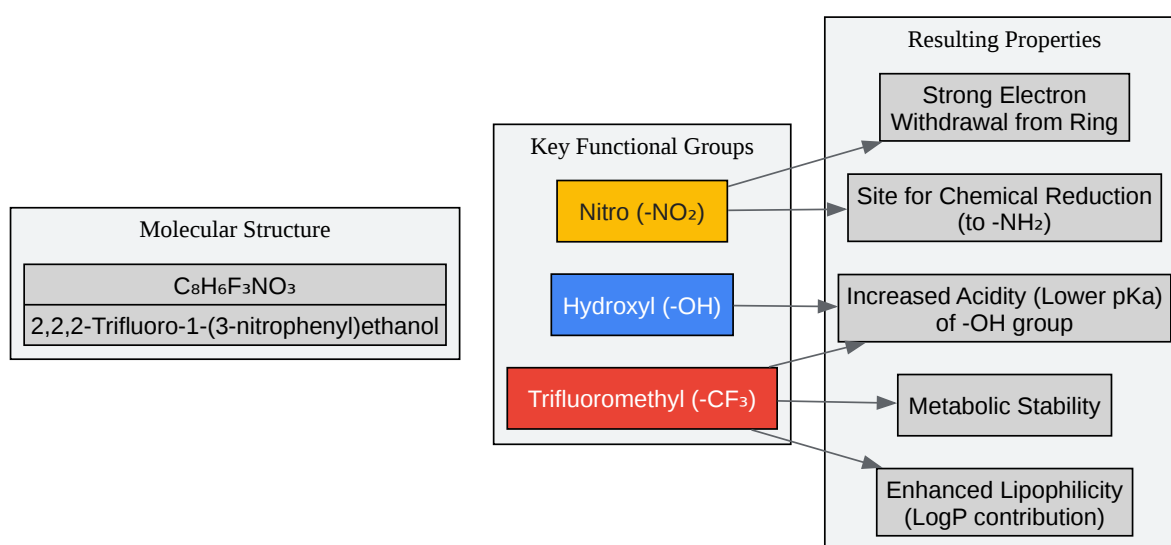 Molecular Structure
C₈H₆F₃NO₃
2,2,2-Trifluoro-1-(3-nitrophenyl)ethanol
Key Functional Groups
Nitro (-NO₂)
Hydroxyl (-OH)
Trifluoromethyl (-CF₃)
Resulting Properties
Strong Electron
Withdrawal from Ring
Site for Chemical Reduction
(to -NH₂)
Increased Acidity (Lower pKa)
of -OH group
Metabolic Stability
Enhanced Lipophilicity
(LogP contribution)